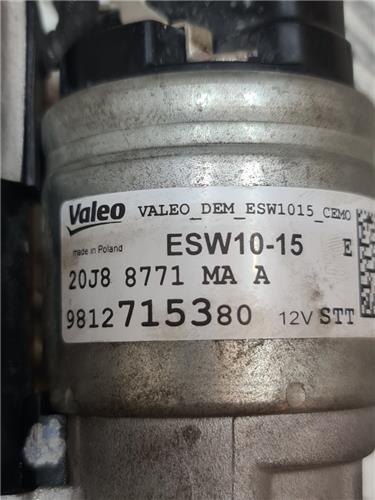 Valeo VALEO_DEM_ESW1015_CEMO
made in Poland ESW10-15 E
20J8 8771 MA A
9812715380 12V STT